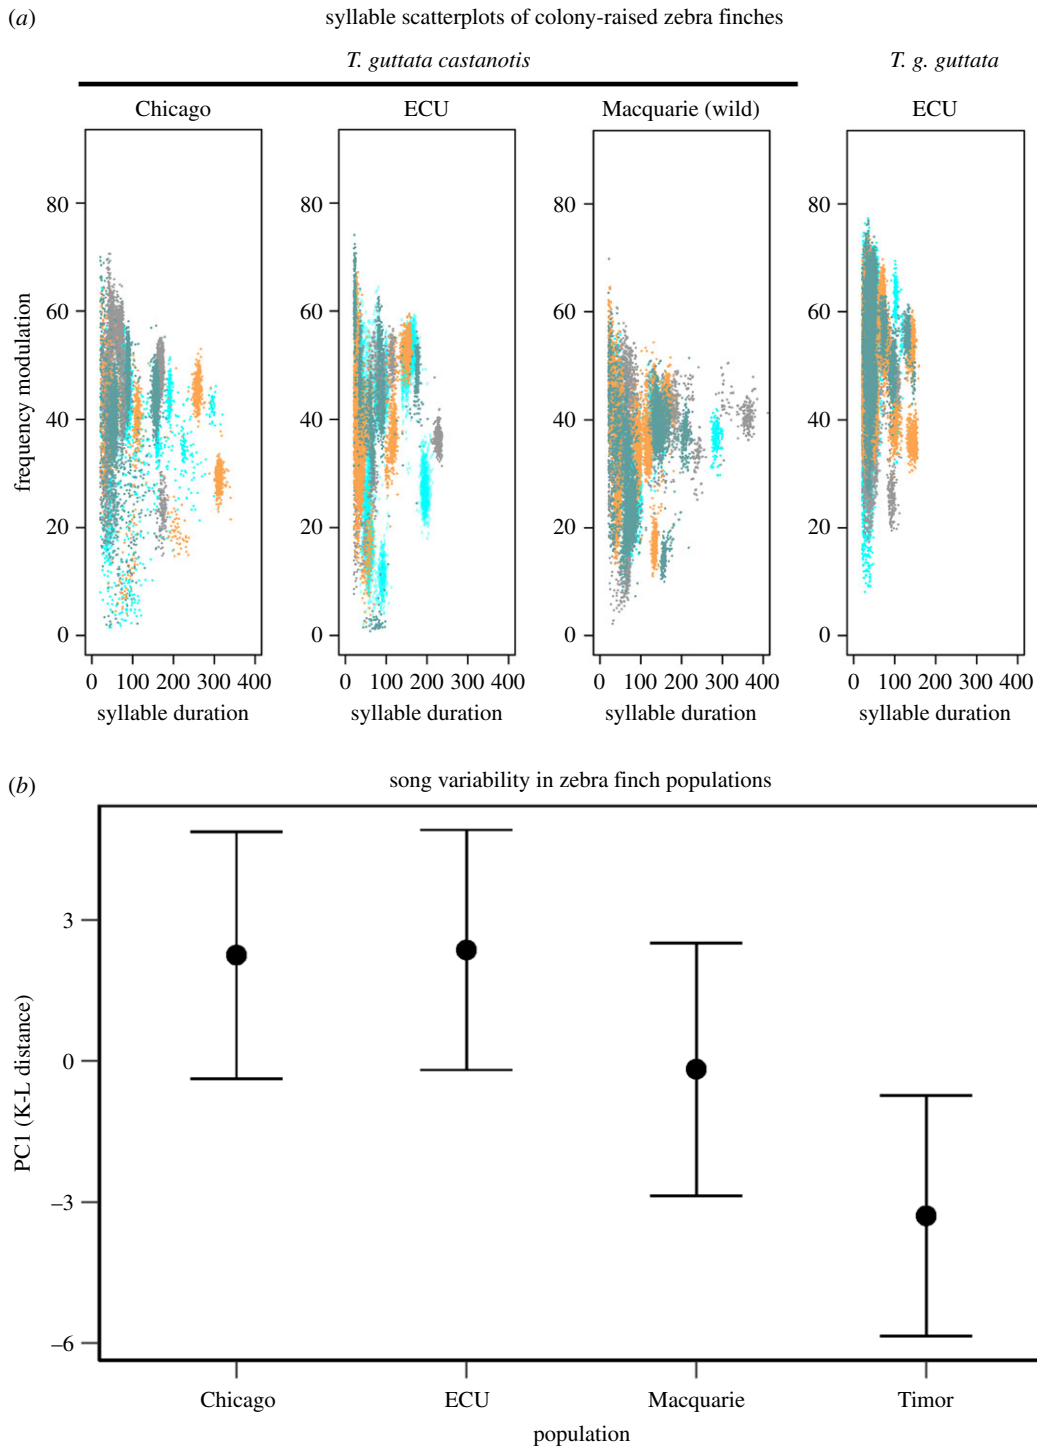 (a) syllable scatterplots of colony-raised zebra finches
T. guttata castanotis T. g. guttata
Chicago ECU Macquarie (wild) ECU
80 80 80 80
60 60 60 60
40 40 40 40
20 20 20 20
0 0 0 0
frequency modulation
0 100 200 300 400 0 100 200 300 400 0 100 200 300 400 0 100 200 300 400
syllable duration syllable duration syllable duration syllable duration
(b) song variability in zebra finch populations
3
0
–3
–6
PC1 (K-L distance)
Chicago ECU Macquarie Timor
population